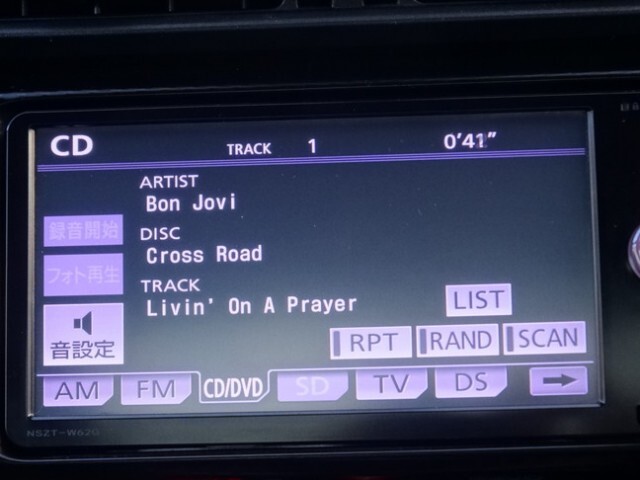 CD TRACK 1 0'41"
ARTIST
Bon Jovi
録音開始
DISC
Cross Road
フォト再生
TRACK
Livin' On A Prayer
LIST
音設定
RPT RAND SCAN
AM FM CD/DVD SD TV DS
NSZT-W62G